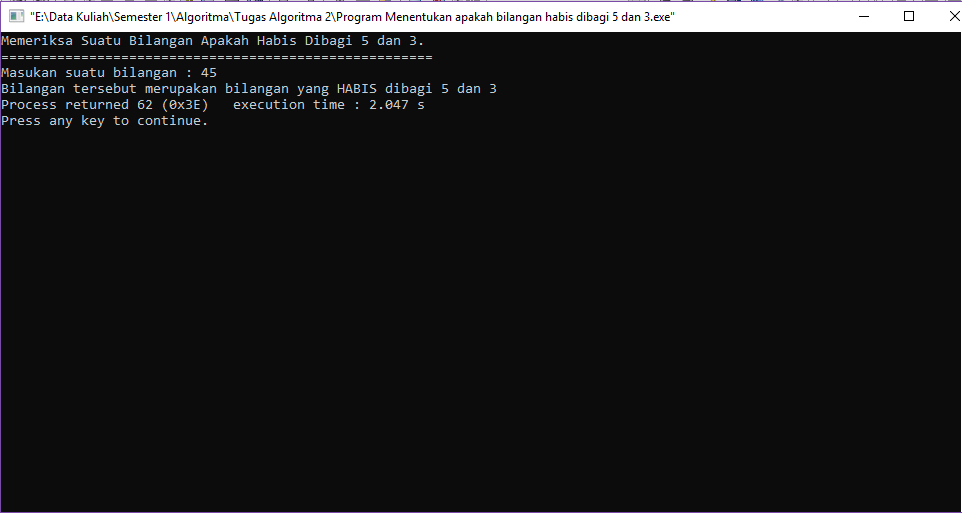 "E:\Data Kuliah\Semester 1\Algoritma\Tugas Algoritma 2\Program Menentukan apakah bilangan habis dibagi 5 dan 3.exe"
Memeriksa Suatu Bilangan Apakah Habis Dibagi 5 dan 3.
======================================================
Masukan suatu bilangan : 45
Bilangan tersebut merupakan bilangan yang HABIS dibagi 5 dan 3
Process returned 62 (0x3E)   execution time : 2.047 s
Press any key to continue.